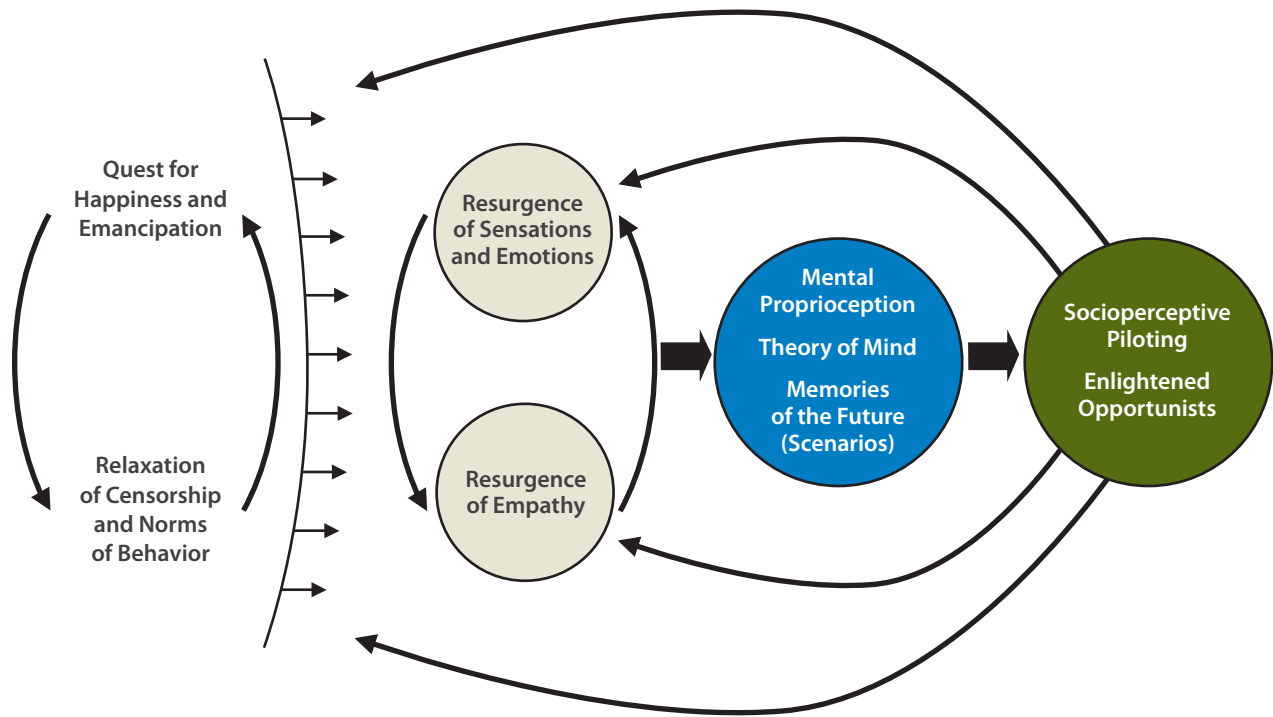 Quest for
Happiness and
Emancipation
Relaxation
of Censorship
and Norms
of Behavior
Resurgence
of Sensations
and Emotions
Resurgence
of Empathy
Mental
Proprioception
Theory of Mind
Memories
of the Future
(Scenarios)
Socioperceptive
Piloting
Enlightened
Opportunists